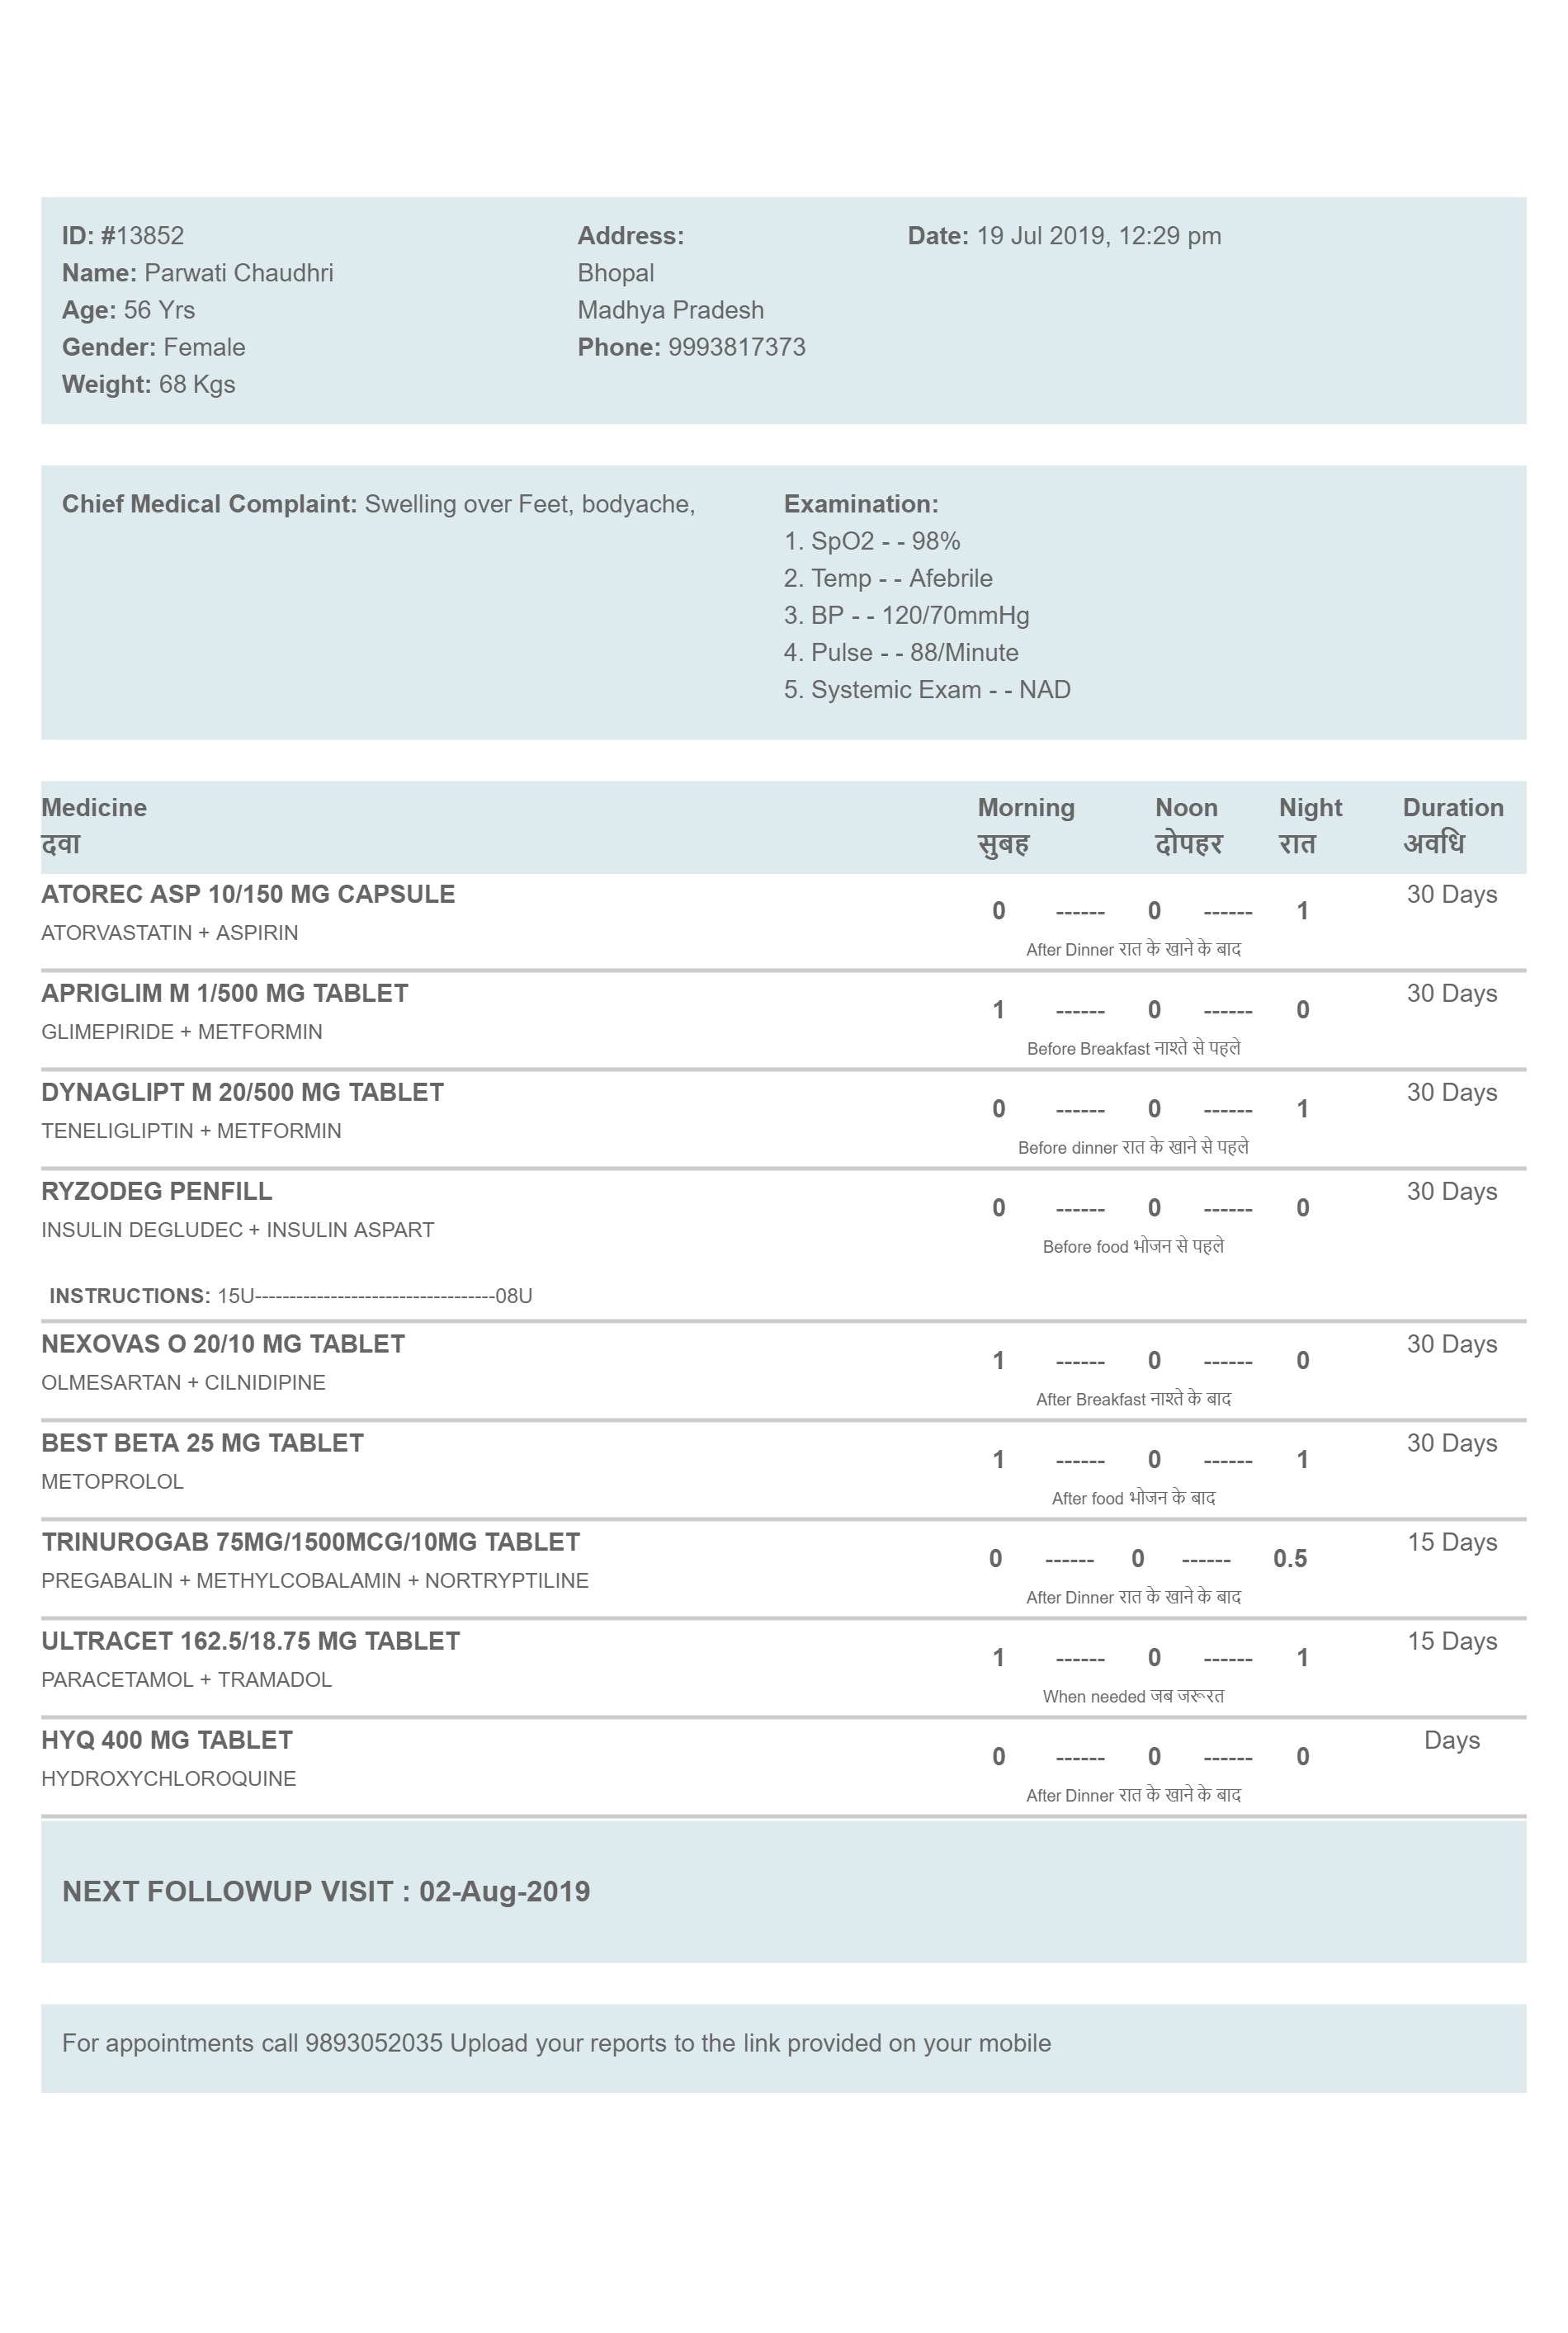 ID: #13852
Name: Parwati Chaudhri
Age: 56 Yrs
Gender: Female
Weight: 68 Kgs
Address:
Bhopal
Madhya Pradesh
Phone: 9993817373
Date: 19 Jul 2019, 12:29 pm
Chief Medical Complaint: Swelling over Feet, bodyache,
Examination:
1. SpO2 - - 98%
2. Temp - - Afebrile
3. BP - - 120/70mmHg
4. Pulse - - 88/Minute
5. Systemic Exam - - NAD
Medicine Morning Noon Night Duration
दवा सुबह दोपहर रात अवधि
ATOREC ASP 10/150 MG CAPSULE 30 Days
0 ------ 0 ------ 1
ATORVASTATIN + ASPIRIN
After Dinner रात के खाने के बाद
APRIGLIM M 1/500 MG TABLET 30 Days
1 ------ 0 ------ 0
GLIMEPIRIDE + METFORMIN
Before Breakfast नाश्ते से पहले
DYNAGLIPT M 20/500 MG TABLET 30 Days
0 ------ 0 ------ 1
TENELIGLIPTIN + METFORMIN
Before dinner रात के खाने से पहले
RYZODEG PENFILL 30 Days
0 ------ 0 ------ 0
INSULIN DEGLUDEC + INSULIN ASPART
Before food भोजन से पहले
INSTRUCTIONS: 15U-----------------------------------08U
NEXOVAS O 20/10 MG TABLET 30 Days
1 ------ 0 ------ 0
OLMESARTAN + CILNIDIPINE
After Breakfast नाश्ते के बाद
BEST BETA 25 MG TABLET 30 Days
1 ------ 0 ------ 1
METOPROLOL
After food भोजन के बाद
TRINUROGAB 75MG/1500MCG/10MG TABLET 15 Days
0 ------ 0 ------ 0.5
PREGABALIN + METHYLCOBALAMIN + NORTRYPTILINE
After Dinner रात के खाने के बाद
ULTRACET 162.5/18.75 MG TABLET 15 Days
1 ------ 0 ------ 1
PARACETAMOL + TRAMADOL
When needed जब जरूरत
HYQ 400 MG TABLET Days
0 ------ 0 ------ 0
HYDROXYCHLOROQUINE
After Dinner रात के खाने के बाद
NEXT FOLLOWUP VISIT : 02-Aug-2019
For appointments call 9893052035 Upload your reports to the link provided on your mobile